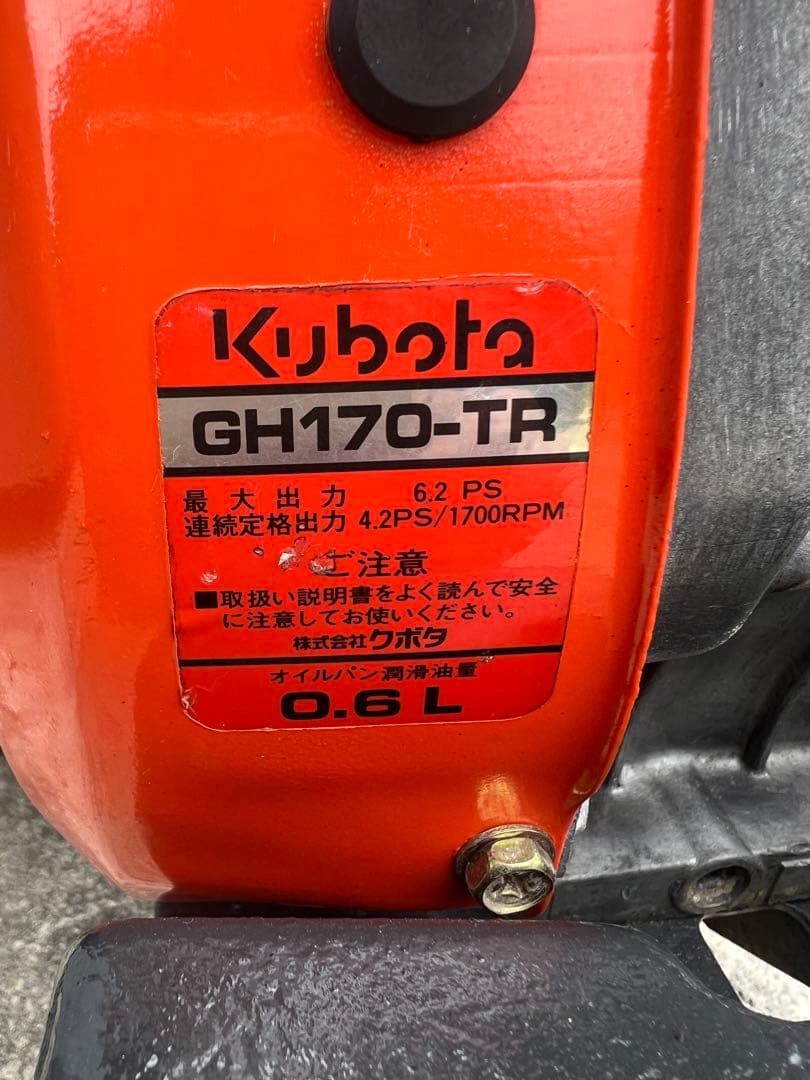 Kubota
GH170-TR
最大出力 6.2 PS
連続定格出力 4.2PS/1700RPM
ご注意
■取扱い説明書をよく読んで安全
に注意してお使いください。
株式会社クボタ
オイルパン潤滑油量
0.6 L